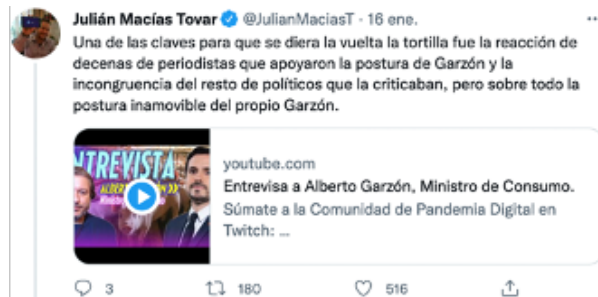 Julián Macías Tovar @JulianMaciasT · 16 ene.
Una de las claves para que se diera la vuelta la tortilla fue la reacción de
decenas de periodistas que apoyaron la postura de Garzón y la
incongruencia del resto de políticos que la criticaban, pero sobre todo la
postura inamovible del propio Garzón.
NTREVISTA
youtube.com
Entrevisa a Alberto Garzón, Ministro de Consumo.
Súmate a la Comunidad de Pandemia Digital en
Twitch: ...
3 180 516